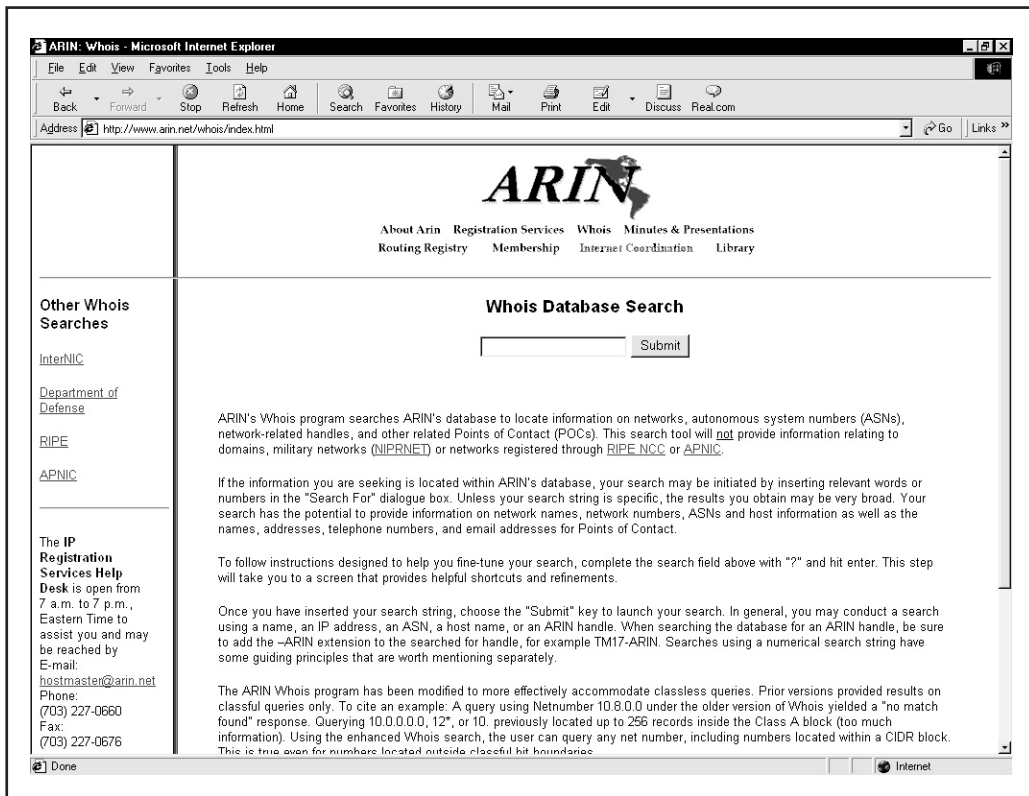 ARIN: Whois - Microsoft Internet Explorer
File Edit View Favorites Tools Help
Back Forward Stop Refresh Home Search Favorites History Mail Print Edit Discuss Real.com
Address http://www.arin.net/whois/index.html Go Links »
ARIN
About Arin Registration Services Whois Minutes & Presentations
Routing Registry Membership Internet Coordination Library
Other Whois
Searches
InterNIC
Department of
Defense
RIPE
APNIC
The IP
Registration
Services Help
Desk is open from
7 a.m. to 7 p.m.,
Eastern Time to
assist you and may
be reached by
E-mail:
hostmaster@arin.net
Phone:
(703) 227-0660
Fax:
(703) 227-0676
Whois Database Search
Submit
ARIN's Whois program searches ARIN's database to locate information on networks, autonomous system numbers (ASNs),
network-related handles, and other related Points of Contact (POCs). This search tool will not provide information relating to
domains, military networks (NIPRNET) or networks registered through RIPE NCC or APNIC.
If the information you are seeking is located within ARIN's database, your search may be initiated by inserting relevant words or
numbers in the "Search For" dialogue box. Unless your search string is specific, the results you obtain may be very broad. Your
search has the potential to provide information on network names, network numbers, ASNs and host information as well as the
names, addresses, telephone numbers, and email addresses for Points of Contact.
To follow instructions designed to help you fine-tune your search, complete the search field above with "?" and hit enter. This step
will take you to a screen that provides helpful shortcuts and refinements.
Once you have inserted your search string, choose the "Submit" key to launch your search. In general, you may conduct a search
using a name, an IP address, an ASN, a host name, or an ARIN handle. When searching the database for an ARIN handle, be sure
to add the –ARIN extension to the searched for handle, for example TM17-ARIN. Searches using a numerical search string have
some guiding principles that are worth mentioning separately.
The ARIN Whois program has been modified to more effectively accommodate classless queries. Prior versions provided results on
classful queries only. To cite an example: A query using Netnumber 10.8.0.0 under the older version of Whois yielded a "no match
found" response. Querying 10.0.0.0.0, 12*, or 10. previously located up to 256 records inside the Class A block (too much
information). Using the enhanced Whois search, the user can query any net number, including numbers located within a CIDR block.
This is true even for numbers located outside classful bit boundaries.
Done Internet